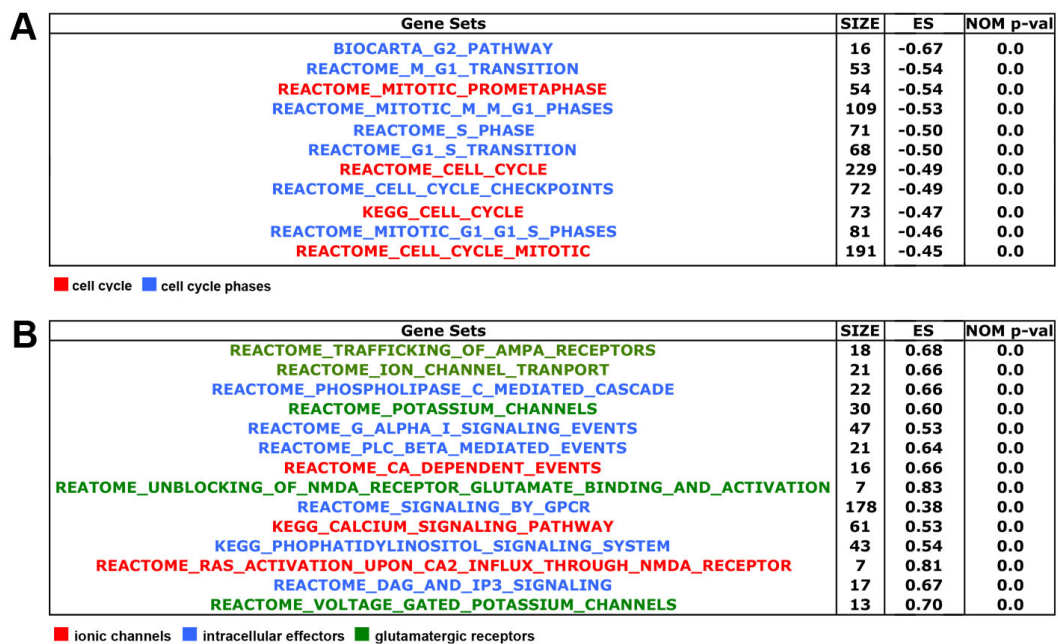 A
Gene Sets SIZE ES NOM p-val
BIOCARTA_G2_PATHWAY 16 -0.67 0.0
REACTOME_M_G1_TRANSITION 53 -0.54 0.0
REACTOME_MITOTIC_PROMETAPHASE 54 -0.54 0.0
REACTOME_MITOTIC_M_M_G1_PHASES 109 -0.53 0.0
REACTOME_S_PHASE 71 -0.50 0.0
REACTOME_G1_S_TRANSITION 68 -0.50 0.0
REACTOME_CELL_CYCLE 229 -0.49 0.0
REACTOME_CELL_CYCLE_CHECKPOINTS 72 -0.49 0.0
KEGG_CELL_CYCLE 73 -0.47 0.0
REACTOME_MITOTIC_G1_G1_S_PHASES 81 -0.46 0.0
REACTOME_CELL_CYCLE_MITOTIC 191 -0.45 0.0
cell cycle cell cycle phases
B
Gene Sets SIZE ES NOM p-val
REACTOME_TRAFFICKING_OF_AMPA_RECEPTORS 18 0.68 0.0
REACTOME_ION_CHANNEL_TRANPORT 21 0.66 0.0
REACTOME_PHOSPHOLIPASE_C_MEDIATED_CASCADE 22 0.66 0.0
REACTOME_POTASSIUM_CHANNELS 30 0.60 0.0
REACTOME_G_ALPHA_I_SIGNALING_EVENTS 47 0.53 0.0
REACTOME_PLC_BETA_MEDIATED_EVENTS 21 0.64 0.0
REACTOME_CA_DEPENDENT_EVENTS 16 0.66 0.0
REATOME_UNBLOCKING_OF_NMDA_RECEPTOR_GLUTAMATE_BINDING_AND_ACTIVATION 7 0.83 0.0
REACTOME_SIGNALING_BY_GPCR 178 0.38 0.0
KEGG_CALCIUM_SIGNALING_PATHWAY 61 0.53 0.0
KEGG_PHOPHATIDYLINOSITOL_SIGNALING_SYSTEM 43 0.54 0.0
REACTOME_RAS_ACTIVATION_UPON_CA2_INFLUX_THROUGH_NMDA_RECEPTOR 7 0.81 0.0
REACTOME_DAG_AND_IP3_SIGNALING 17 0.67 0.0
REACTOME_VOLTAGE_GATED_POTASSIUM_CHANNELS 13 0.70 0.0
ionic channels intracellular effectors glutamatergic receptors